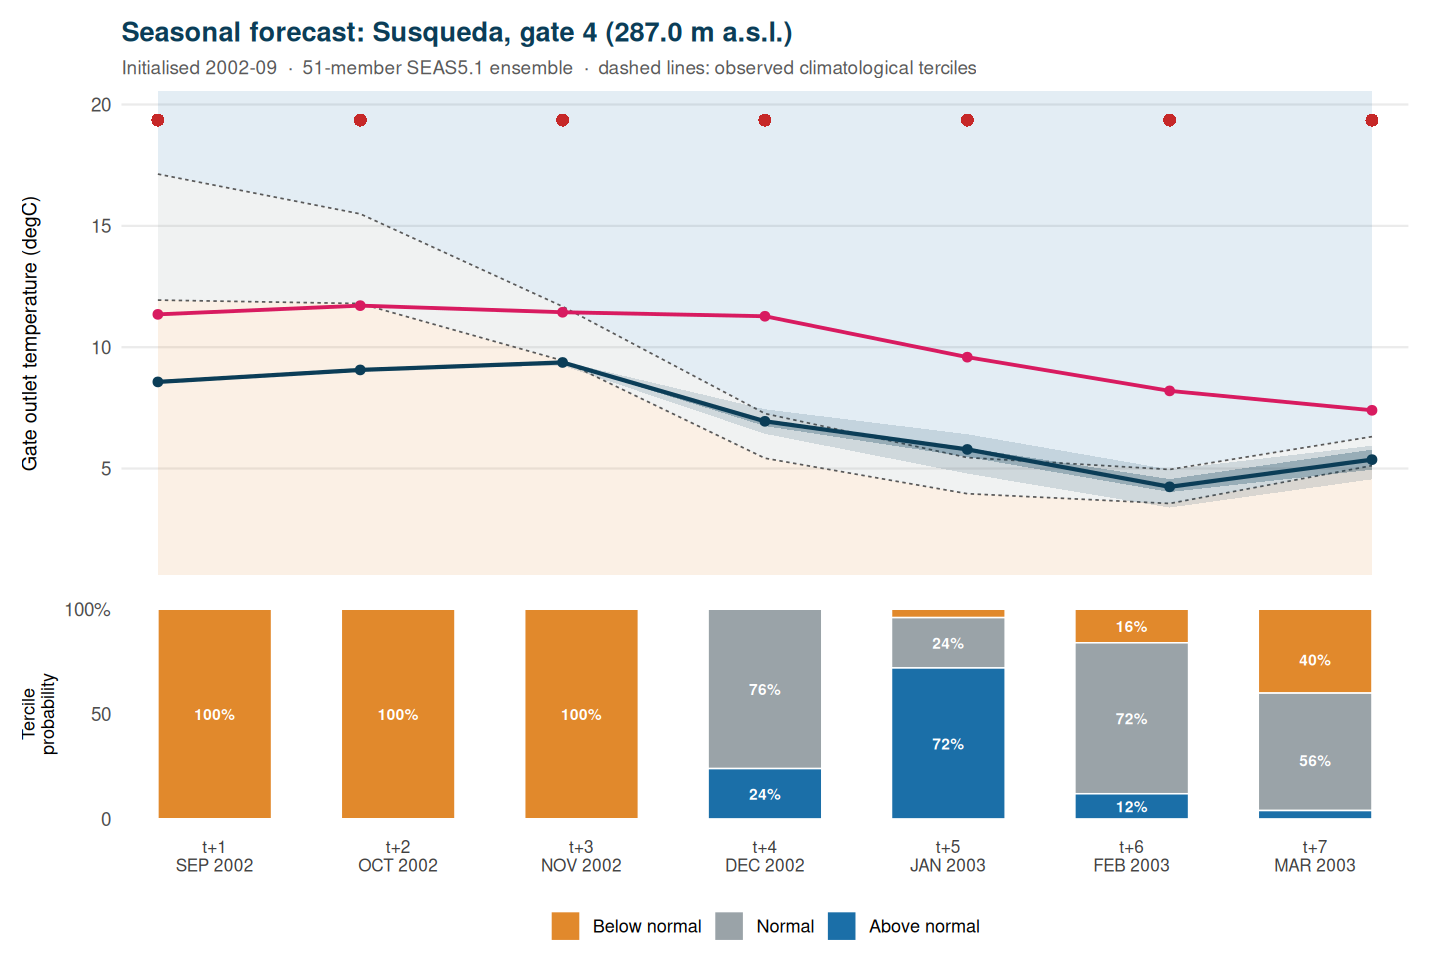 Seasonal forecast: Susqueda, gate 4 (287.0 m a.s.l.)
Initialised 2002-09 · 51-member SEAS5.1 ensemble · dashed lines: observed climatological terciles
Gate outlet temperature (degC)
20
15
10
5
Tercile
probability
100%
50
0
100%
100%
100%
76%
24%
24%
72%
16%
72%
12%
40%
56%
t+1
SEP 2002
t+2
OCT 2002
t+3
NOV 2002
t+4
DEC 2002
t+5
JAN 2003
t+6
FEB 2003
t+7
MAR 2003
Below normal
Normal
Above normal